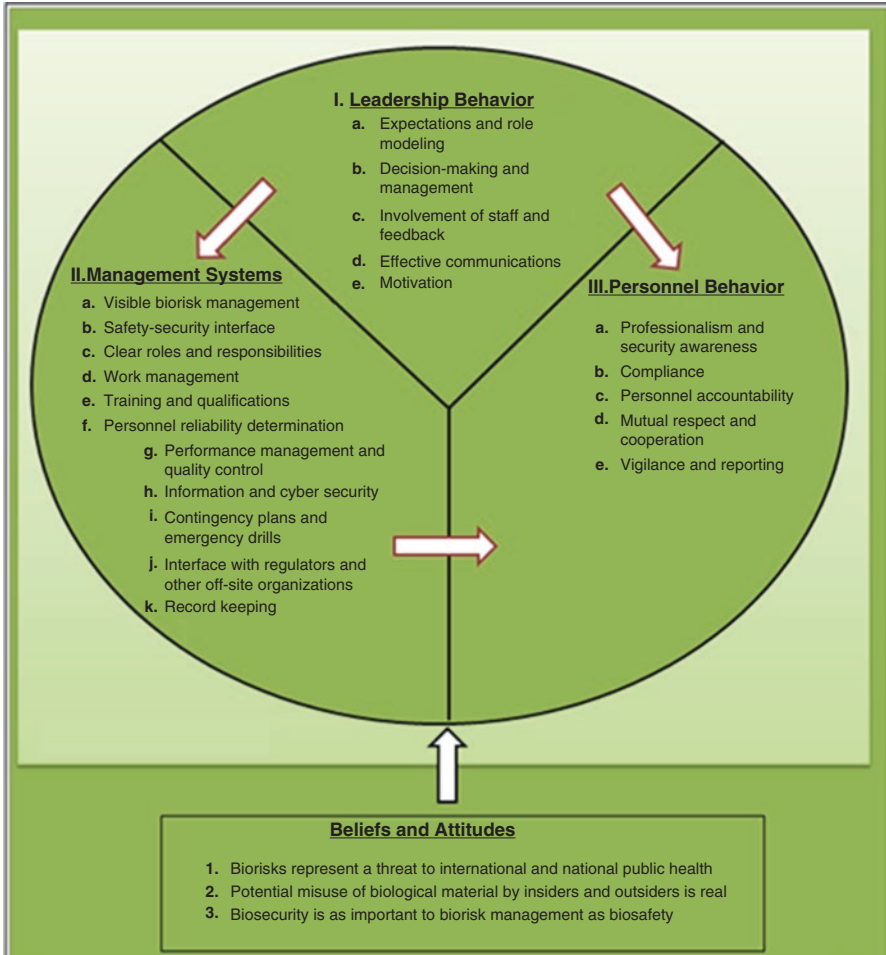 I. Leadership Behavior
a. Expectations and role
modeling
b. Decision-making and
management
c. Involvement of staff and
feedback
d. Effective communications
e. Motivation
II.Management Systems
a. Visible biorisk management
b. Safety-security interface
c. Clear roles and responsibilities
d. Work management
e. Training and qualifications
f. Personnel reliability determination
g. Performance management and
quality control
h. Information and cyber security
i. Contingency plans and
emergency drills
j. Interface with regulators and
other off-site organizations
k. Record keeping
III.Personnel Behavior
a. Professionalism and
security awareness
b. Compliance
c. Personnel accountability
d. Mutual respect and
cooperation
e. Vigilance and reporting
Beliefs and Attitudes
1. Biorisks represent a threat to international and national public health
2. Potential misuse of biological material by insiders and outsiders is real
3. Biosecurity is as important to biorisk management as biosafety